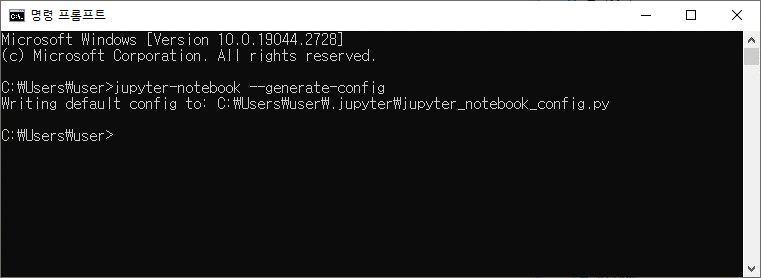 명령 프롬프트
Microsoft Windows [Version 10.0.19044.2728]
(c) Microsoft Corporation. All rights reserved.
C:₩Users₩user>jupyter-notebook --generate-config
Writing default config to: C:₩Users₩user₩.jupyter₩jupyter_notebook_config.py
C:₩Users₩user>